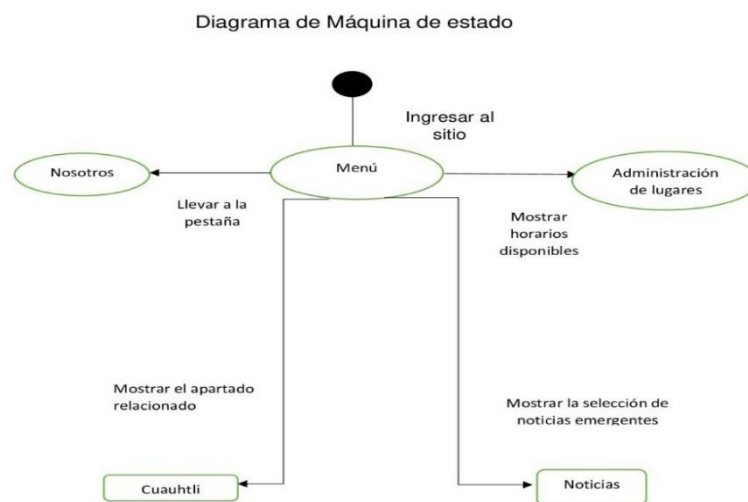 Diagrama de Máquina de estado
Ingresar al
sitio
Nosotros
Menú
Administración
de lugares
Llevar a la
pestaña
Mostrar
horarios
disponibles
Mostrar el apartado
relacionado
Mostrar la selección de
noticias emergentes
Cuauhtli
Noticias